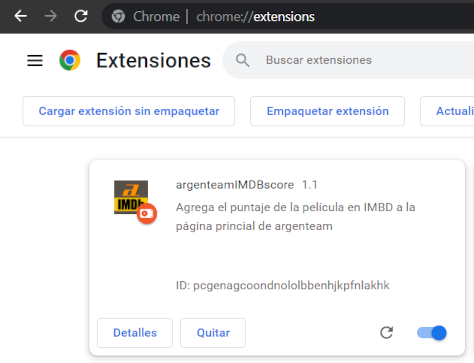 Chrome | chrome://extensions
Extensiones
Buscar extensiones
Cargar extensión sin empaquetar
Empaquetar extensión
Actuali
argenteamIMDBscore 1.1
a
IMDb
Agrega el puntaje de la película en IMBD a la
página princial de argenteam
ID: pcgenagcoondnololbbenhjkpfnlakhk
Detalles
Quitar